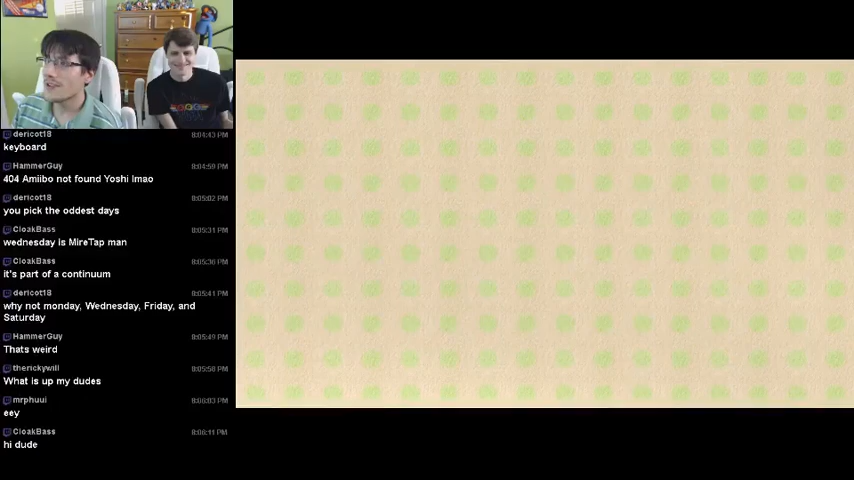 dericot18 8:04:43 PM
keyboard
HammerGuy 8:04:59 PM
404 Amiibo not found Yoshi lmao
dericot18 8:05:02 PM
you pick the oddest days
CloakBass 8:05:31 PM
wednesday is MireTap man
CloakBass 8:05:36 PM
it's part of a continuum
dericot18 8:05:41 PM
why not monday, Wednesday, Friday, and
Saturday
HammerGuy 8:05:49 PM
Thats weird
therickywill 8:05:58 PM
What is up my dudes
mrphuui 8:06:03 PM
eey
CloakBass 8:06:11 PM
hi dude